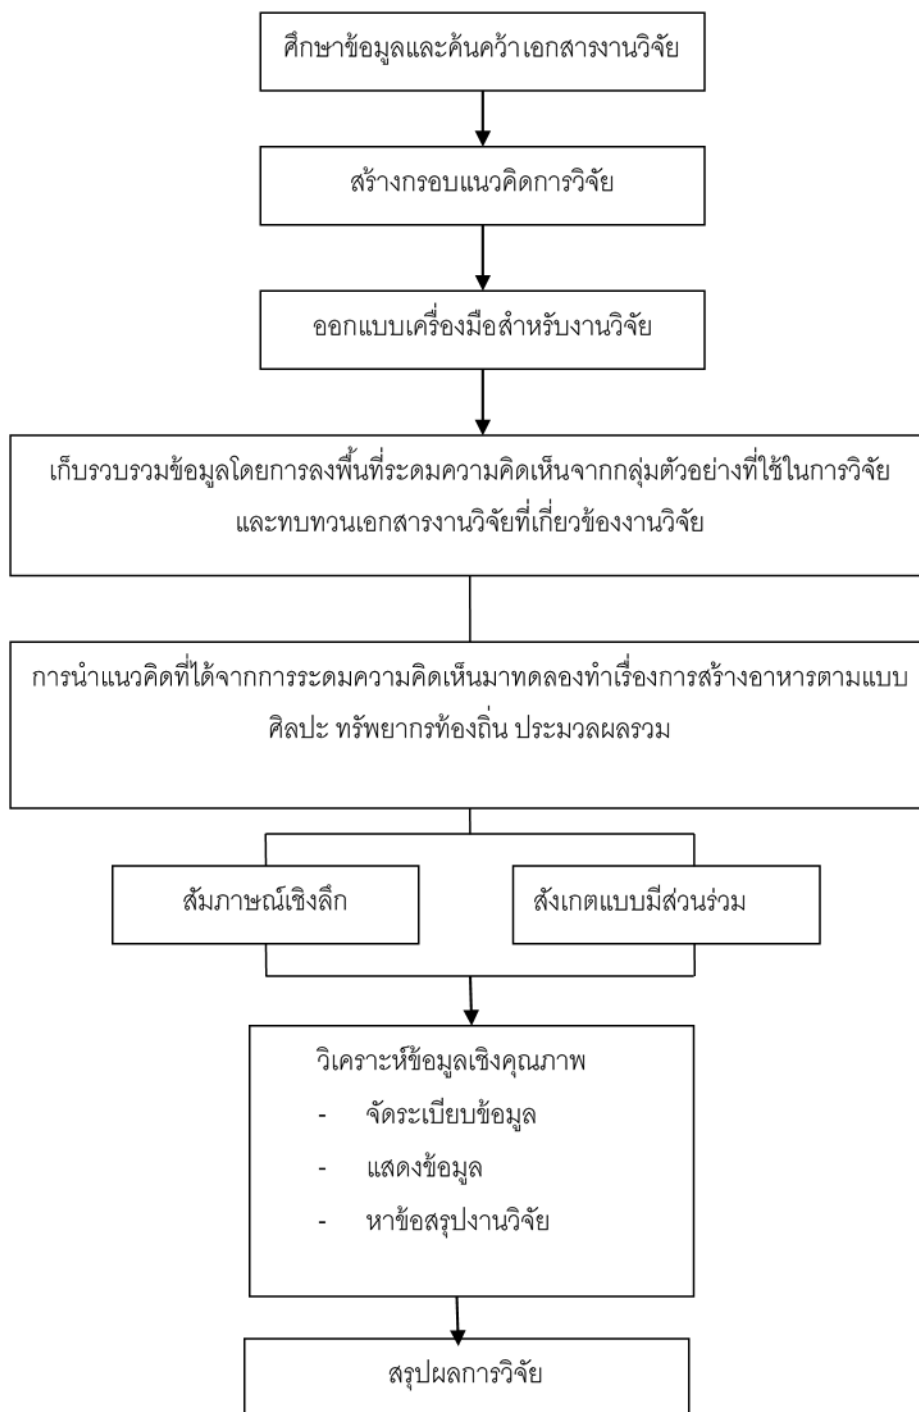 ศึกษาข้อมูลและค้นคว้าเอกสารงานวิจัย
สร้างกรอบแนวคิดการวิจัย
ออกแบบเครื่องมือสำหรับงานวิจัย
เก็บรวบรวมข้อมูลโดยการลงพื้นที่ระดมความคิดเห็นจากกลุ่มตัวอย่างที่ใช้ในการวิจัย
และทบทวนเอกสารงานวิจัยที่เกี่ยวข้องงานวิจัย
การนำแนวคิดที่ได้จากการระดมความคิดเห็นมาทดลองทำเรื่องการสร้างอาหารตามแบบ
ศิลปะ ทรัพยากรท้องถิ่น ประมวลผลรวม
สัมภาษณ์เชิงลึก
สังเกตแบบมีส่วนร่วม
วิเคราะห์ข้อมูลเชิงคุณภาพ
- จัดระเบียบข้อมูล
- แสดงข้อมูล
- หาข้อสรุปงานวิจัย
สรุปผลการวิจัย